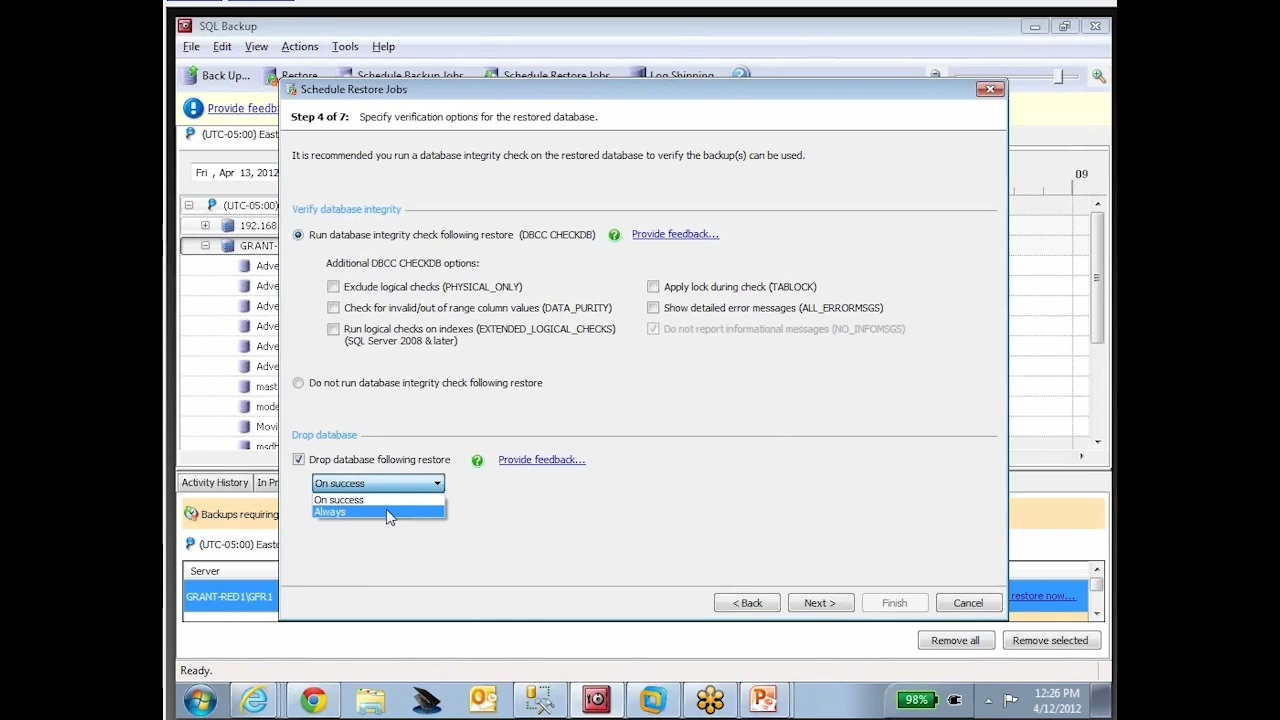 SQL Backup
File Edit View Actions Tools Help
Back Up... Restore Schedule Backup Jobs Schedule Restore Jobs Log Shipping
Provide feedb
Schedule Restore Jobs
Step 4 of 7: Specify verification options for the restored database.
(UTC-05:00) East
It is recommended you run a database integrity check on the restored database to verify the backup(s) can be used.
Fri , Apr 13, 2012
09
(UTC-05:00)
192.168
GRANT-
Adve
Adve
Adve
Adve
Adve
Adve
mast
mode
Movi
msdb
Verify database integrity
Run database integrity check following restore (DBCC CHECKDB) Provide feedback...
Additional DBCC CHECKDB options:
Exclude logical checks (PHYSICAL_ONLY) Apply lock during check (TABLOCK)
Check for invalid/out of range column values (DATA_PURITY) Show detailed error messages (ALL_ERRORMSGS)
Run logical checks on indexes (EXTENDED_LOGICAL_CHECKS) Do not report informational messages (NO_INFOMSGS)
(SQL Server 2008 & later)
Do not run database integrity check following restore
Drop database
Drop database following restore Provide feedback...
On success
On success
Always
Activity History In Pr
Backups requiring
(UTC-05:00) Easte
Server
GRANT-RED1\GFR1 restore now...
< Back Next > Finish Cancel
Remove all Remove selected
Ready.
98% 12:26 PM
4/12/2012